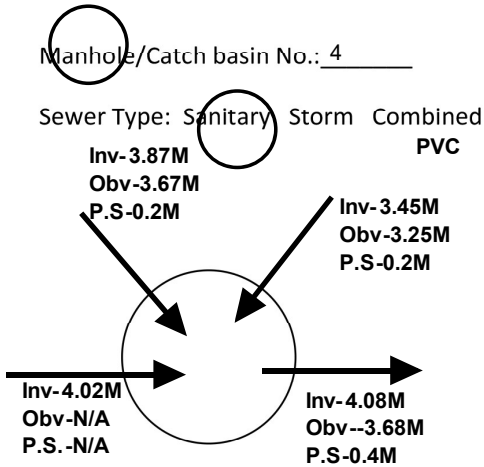 Manhole/Catch basin No.: 4
Sewer Type: Sanitary Storm Combined
PVC
Inv-3.87M
Obv-3.67M
P.S-0.2M
Inv-3.45M
Obv-3.25M
P.S-0.2M
Inv-4.02M
Obv-N/A
P.S.-N/A
Inv-4.08M
Obv--3.68M
P.S-0.4M